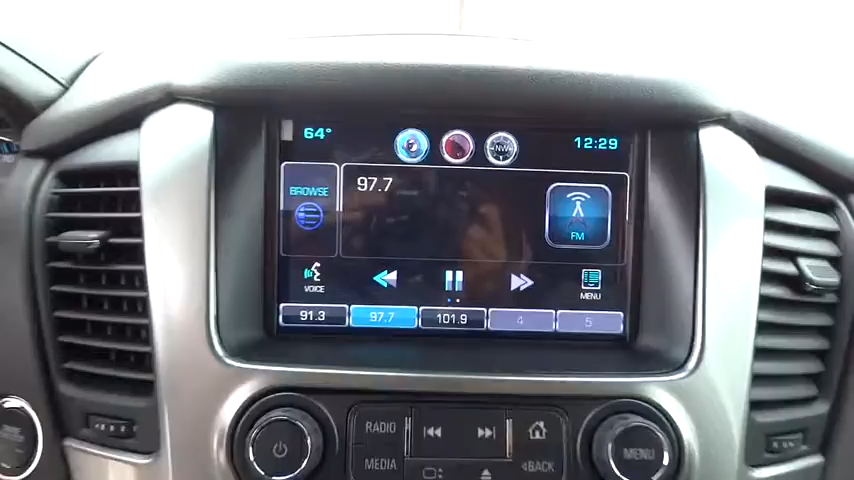 64° NW 12:29
BROWSE 97.7
FM
VOICE MENU
91.3 97.7 101.9 4 5
RADIO
MEDIA
BACK
MENU